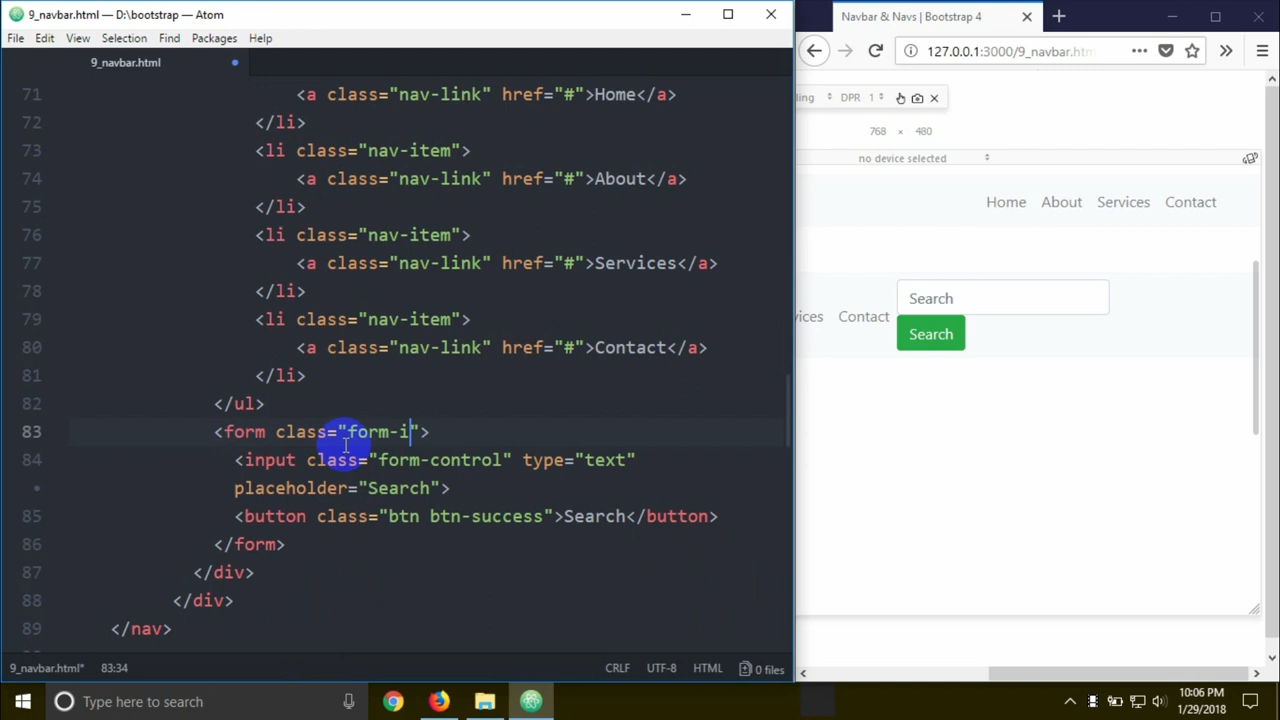 9_navbar.html — D:\bootstrap — Atom
File Edit View Selection Find Packages Help
9_navbar.html
71 <a class="nav-link" href="#">Home</a>
72 </li>
73 <li class="nav-item">
74 <a class="nav-link" href="#">About</a>
75 </li>
76 <li class="nav-item">
77 <a class="nav-link" href="#">Services</a>
78 </li>
79 <li class="nav-item">
80 <a class="nav-link" href="#">Contact</a>
81 </li>
82 </ul>
83 <form class="form-i">
84 <input class="form-control" type="text"
• placeholder="Search">
85 <button class="btn btn-success">Search</button>
86 </form>
87 </div>
88 </div>
89 </nav>
9_navbar.html* 83:34 CRLF UTF-8 HTML 0 files
Navbar & Navs | Bootstrap 4
127.0.0.1:3000/9_navbar.htm
ling DPR 1
768 × 480
no device selected
Home About Services Contact
vices Contact Search
Search
Type here to search
10:06 PM
1/29/2018